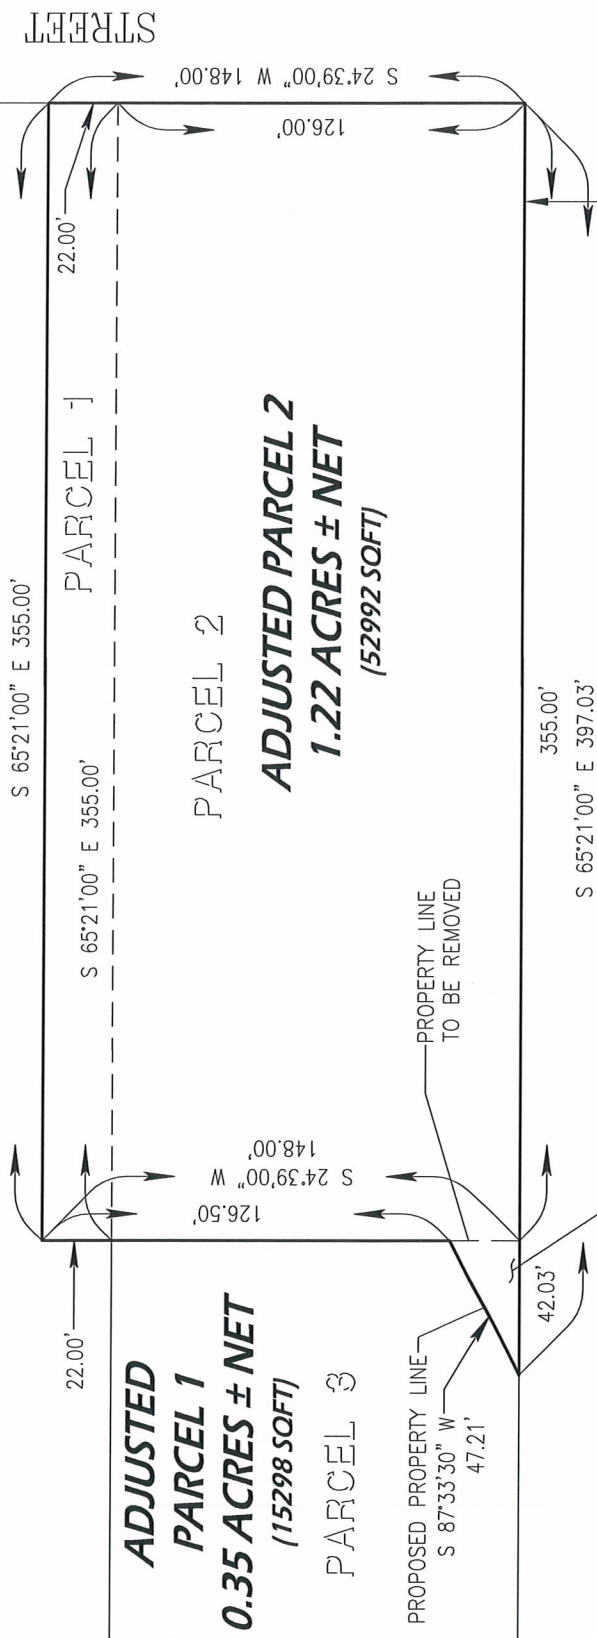 STREET
S 24°39'00" W 148.00'
126.00'
22.00'
S 65°21'00" E 355.00'
PARCEL 1
S 65°21'00" E 355.00'
PARCEL 2
ADJUSTED PARCEL 2
1.22 ACRES ± NET
(52992 SQFT)
355.00'
S 65°21'00" E 397.03'
PROPERTY LINE
TO BE REMOVED
S 24°39'00" W
148.00'
126.50'
22.00'
ADJUSTED
PARCEL 1
0.35 ACRES ± NET
(15298 SQFT)
PARCEL 3
PROPOSED PROPERTY LINE
S 87°33'30" W
47.21'
42.03'